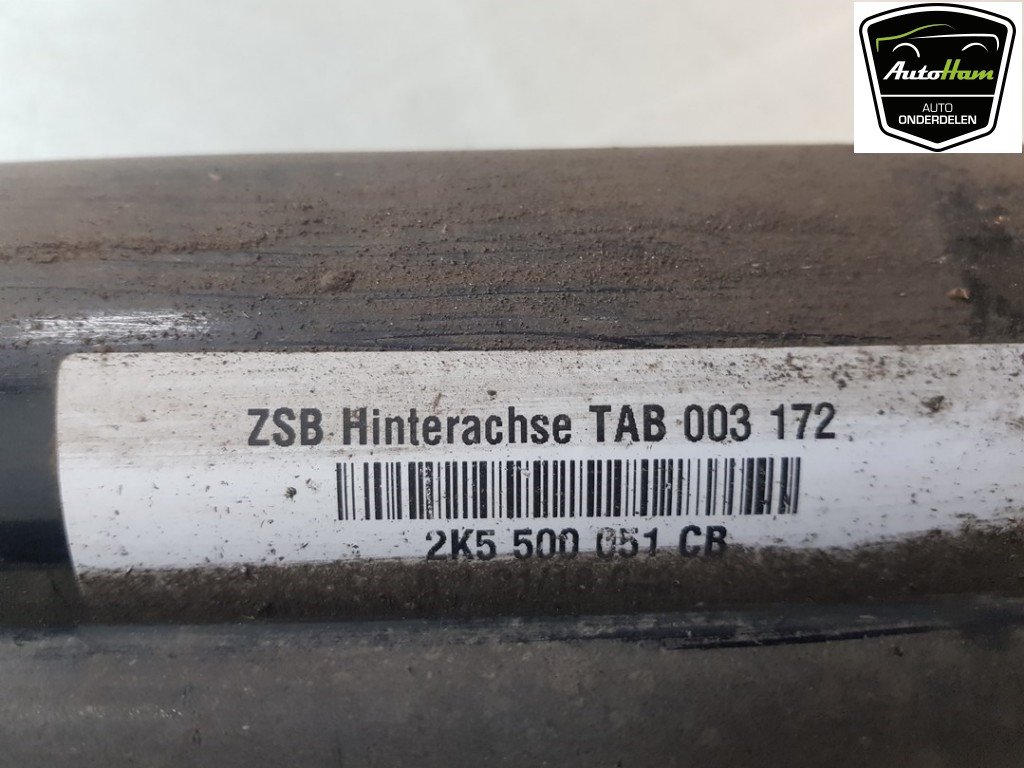 AutoHam
AUTO
ONDERDELEN
ZSB Hinterachse TAB 003 172
2K5 500 051 CB